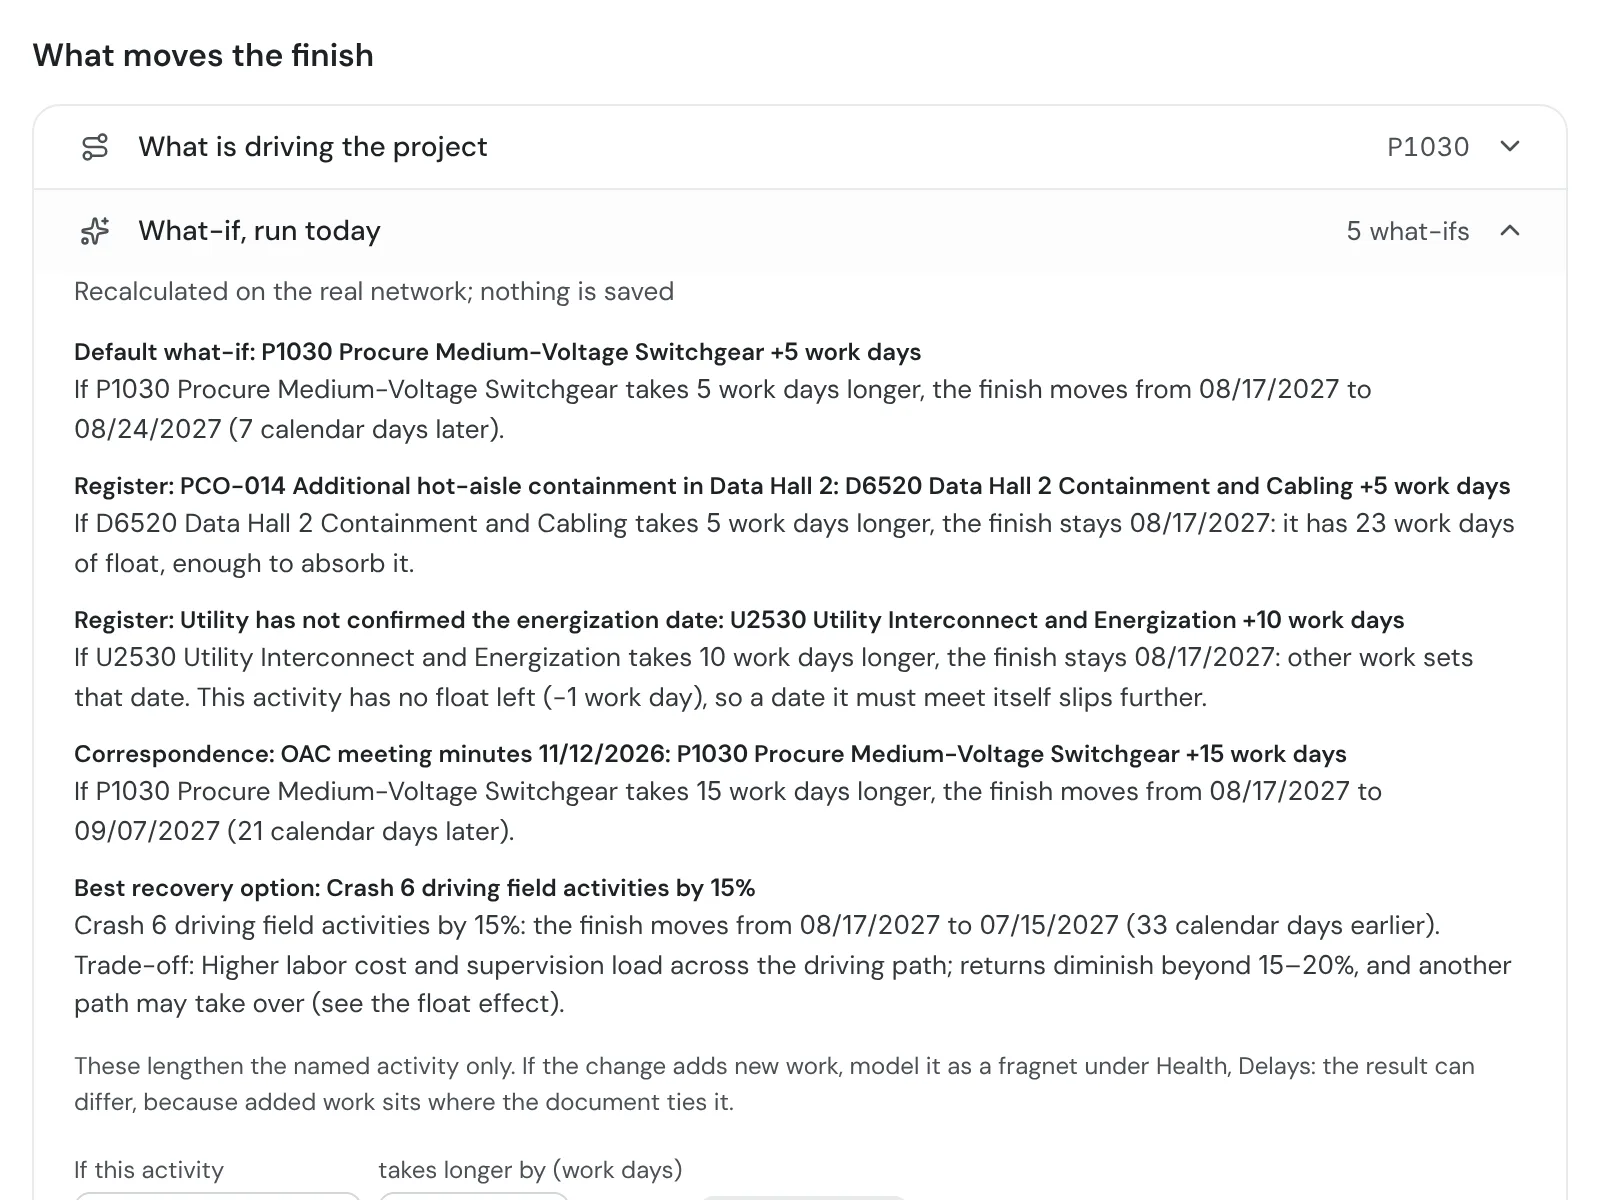 What moves the finish
What is driving the project
P1030
What-if, run today
5 what-ifs
Recalculated on the real network; nothing is saved
Default what-if: P1030 Procure Medium-Voltage Switchgear +5 work days
If P1030 Procure Medium-Voltage Switchgear takes 5 work days longer, the finish moves from 08/17/2027 to
08/24/2027 (7 calendar days later).
Register: PCO-014 Additional hot-aisle containment in Data Hall 2: D6520 Data Hall 2 Containment and Cabling +5 work days
If D6520 Data Hall 2 Containment and Cabling takes 5 work days longer, the finish stays 08/17/2027: it has 23 work days
of float, enough to absorb it.
Register: Utility has not confirmed the energization date: U2530 Utility Interconnect and Energization +10 work days
If U2530 Utility Interconnect and Energization takes 10 work days longer, the finish stays 08/17/2027: other work sets
that date. This activity has no float left (-1 work day), so a date it must meet itself slips further.
Correspondence: OAC meeting minutes 11/12/2026: P1030 Procure Medium-Voltage Switchgear +15 work days
If P1030 Procure Medium-Voltage Switchgear takes 15 work days longer, the finish moves from 08/17/2027 to
09/07/2027 (21 calendar days later).
Best recovery option: Crash 6 driving field activities by 15%
Crash 6 driving field activities by 15%: the finish moves from 08/17/2027 to 07/15/2027 (33 calendar days earlier).
Trade-off: Higher labor cost and supervision load across the driving path; returns diminish beyond 15–20%, and another
path may take over (see the float effect).
These lengthen the named activity only. If the change adds new work, model it as a fragnet under Health, Delays: the result can
differ, because added work sits where the document ties it.
If this activity
takes longer by (work days)